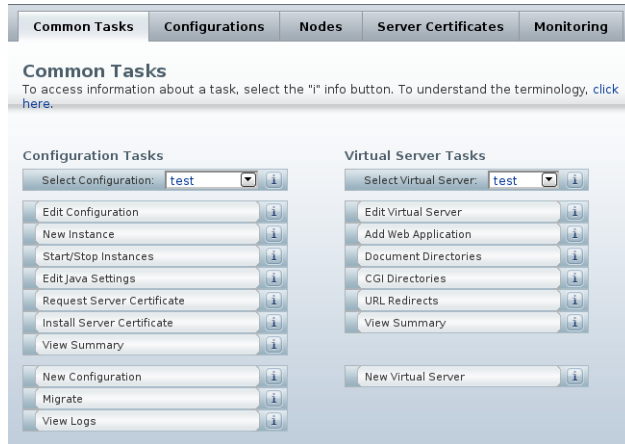 Common Tasks Configurations Nodes Server Certificates Monitoring
Common Tasks
To access information about a task, select the "i" info button. To understand the terminology, click
here.
Configuration Tasks
Select Configuration: test i
Edit Configuration i
New Instance i
Start/Stop Instances i
Edit Java Settings i
Request Server Certificate i
Install Server Certificate i
View Summary i
New Configuration i
Migrate i
View Logs i
Virtual Server Tasks
Select Virtual Server: test i
Edit Virtual Server i
Add Web Application i
Document Directories i
CGI Directories i
URL Redirects i
View Summary i
New Virtual Server i